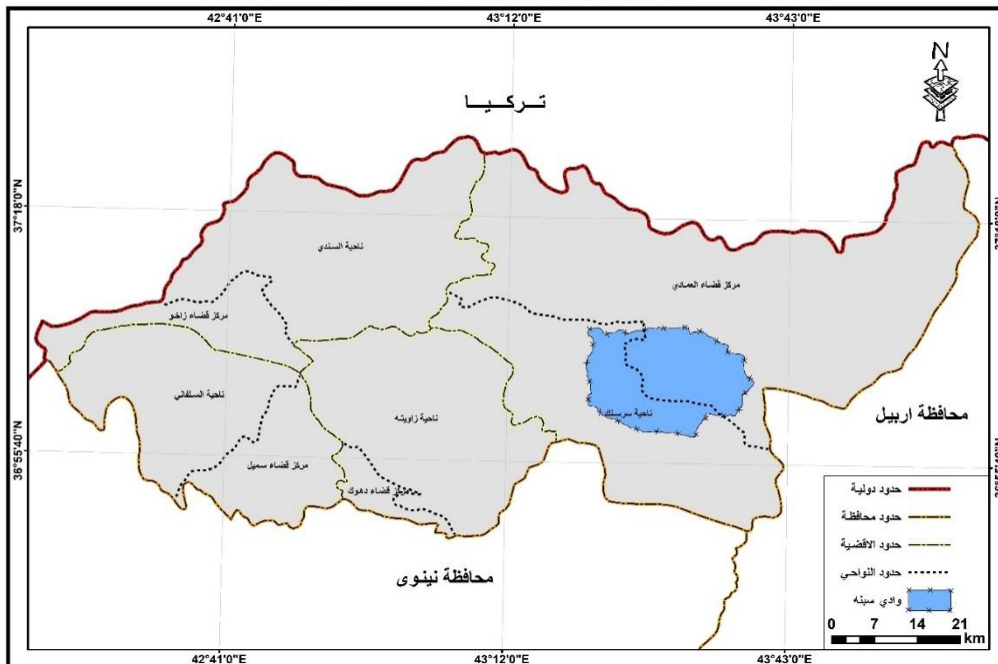 42°41'0"E
43°12'0"E
43°43'0"E
N
تــركـيــا
37°18'0"N
ناحية السندي
مركز قضاء العمادي
مركز قضاء زاخو
ناحية السلفاني
ناحية زاويته
ناحية سرسنك
محافظة اربيل
36°55'40"N
مركز قضاء سميل
مركز قضاء دهوك
محافظة نينوى
حدود دولية
حدود محافظة
حدود الاقضية
حدود النواحي
وادي سبنه
0 7 14 21
km
42°41'0"E
43°12'0"E
43°43'0"E